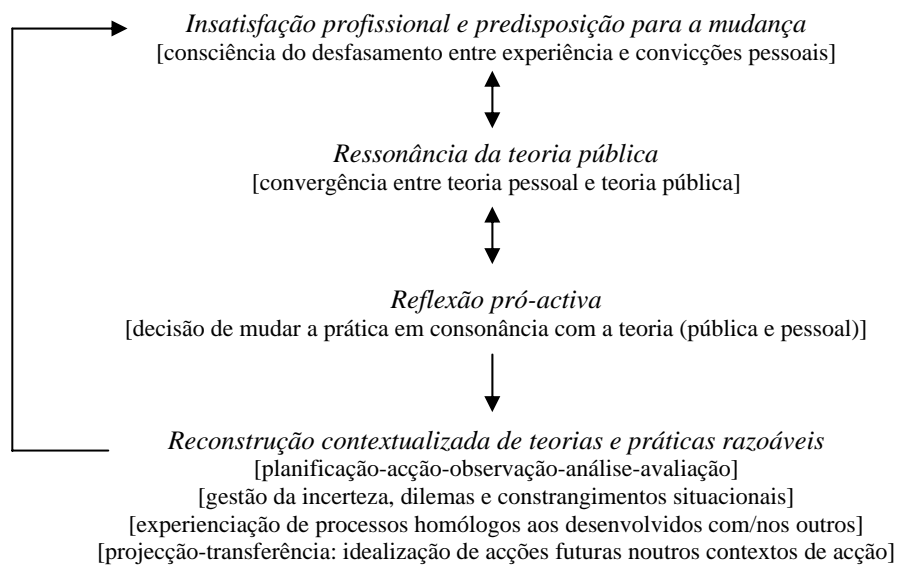 Insatisfação profissional e predisposição para a mudança
[consciência do desfasamento entre experiência e convicções pessoais]
Ressonância da teoria pública
[convergência entre teoria pessoal e teoria pública]
Reflexão pró-activa
[decisão de mudar a prática em consonância com a teoria (pública e pessoal)]
Reconstrução contextualizada de teorias e práticas razoáveis
[planificação-acção-observação-análise-avaliação]
[gestão da incerteza, dilemas e constrangimentos situacionais]
[experienciação de processos homólogos aos desenvolvidos com/nos outros]
[projecção-transferência: idealização de acções futuras noutros contextos de acção]